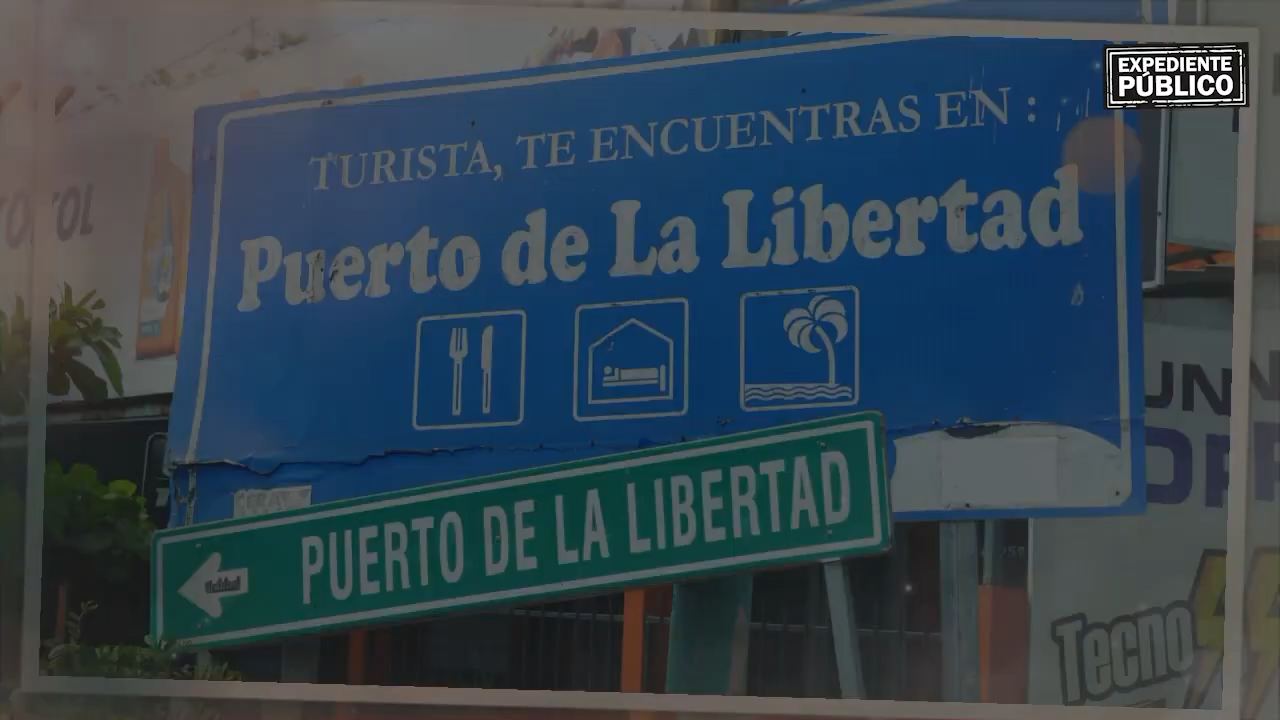 EXPEDIENTE
PÚBLICO
TURISTA, TE ENCUENTRAS EN :
Puerto de La Libertad
PUERTO DE LA LIBERTAD
Tecno